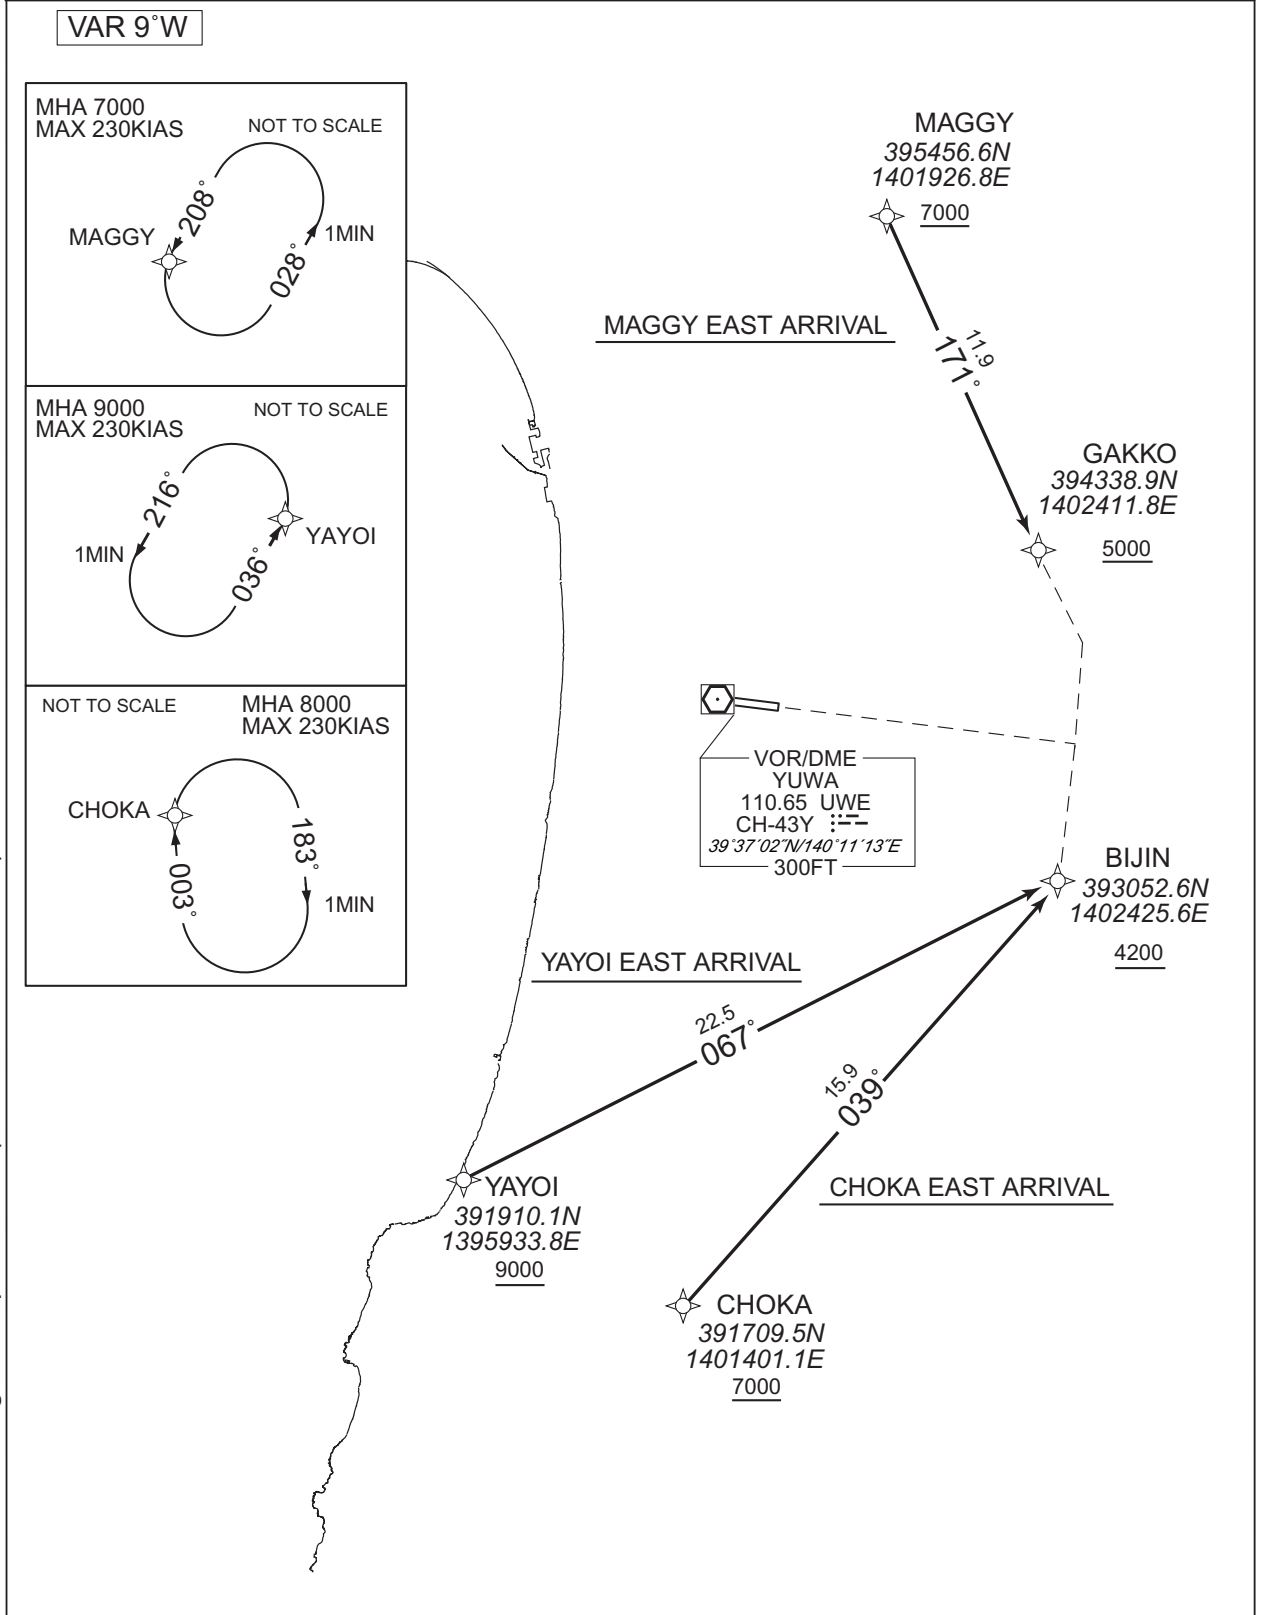 VAR 9°W
MHA 7000
MAX 230KIAS
NOT TO SCALE
208°
MAGGY
1MIN
028°
MHA 9000
MAX 230KIAS
NOT TO SCALE
216°
YAYOI
1MIN
036°
NOT TO SCALE
MHA 8000
MAX 230KIAS
CHOKA
183°
003°
1MIN
MAGGY
395456.6N
1401926.8E
7000
MAGGY EAST ARRIVAL
11.9
171°
GAKKO
394338.9N
1402411.8E
5000
VOR/DME
YUWA
110.65 UWE
CH-43Y
39°37′02″N/140°11′13″E
300FT
BIJIN
393052.6N
1402425.6E
4200
YAYOI EAST ARRIVAL
22.5
067°
15.9
039°
YAYOI
391910.1N
1395933.8E
9000
CHOKA EAST ARRIVAL
CHOKA
391709.5N
1401401.1E
7000